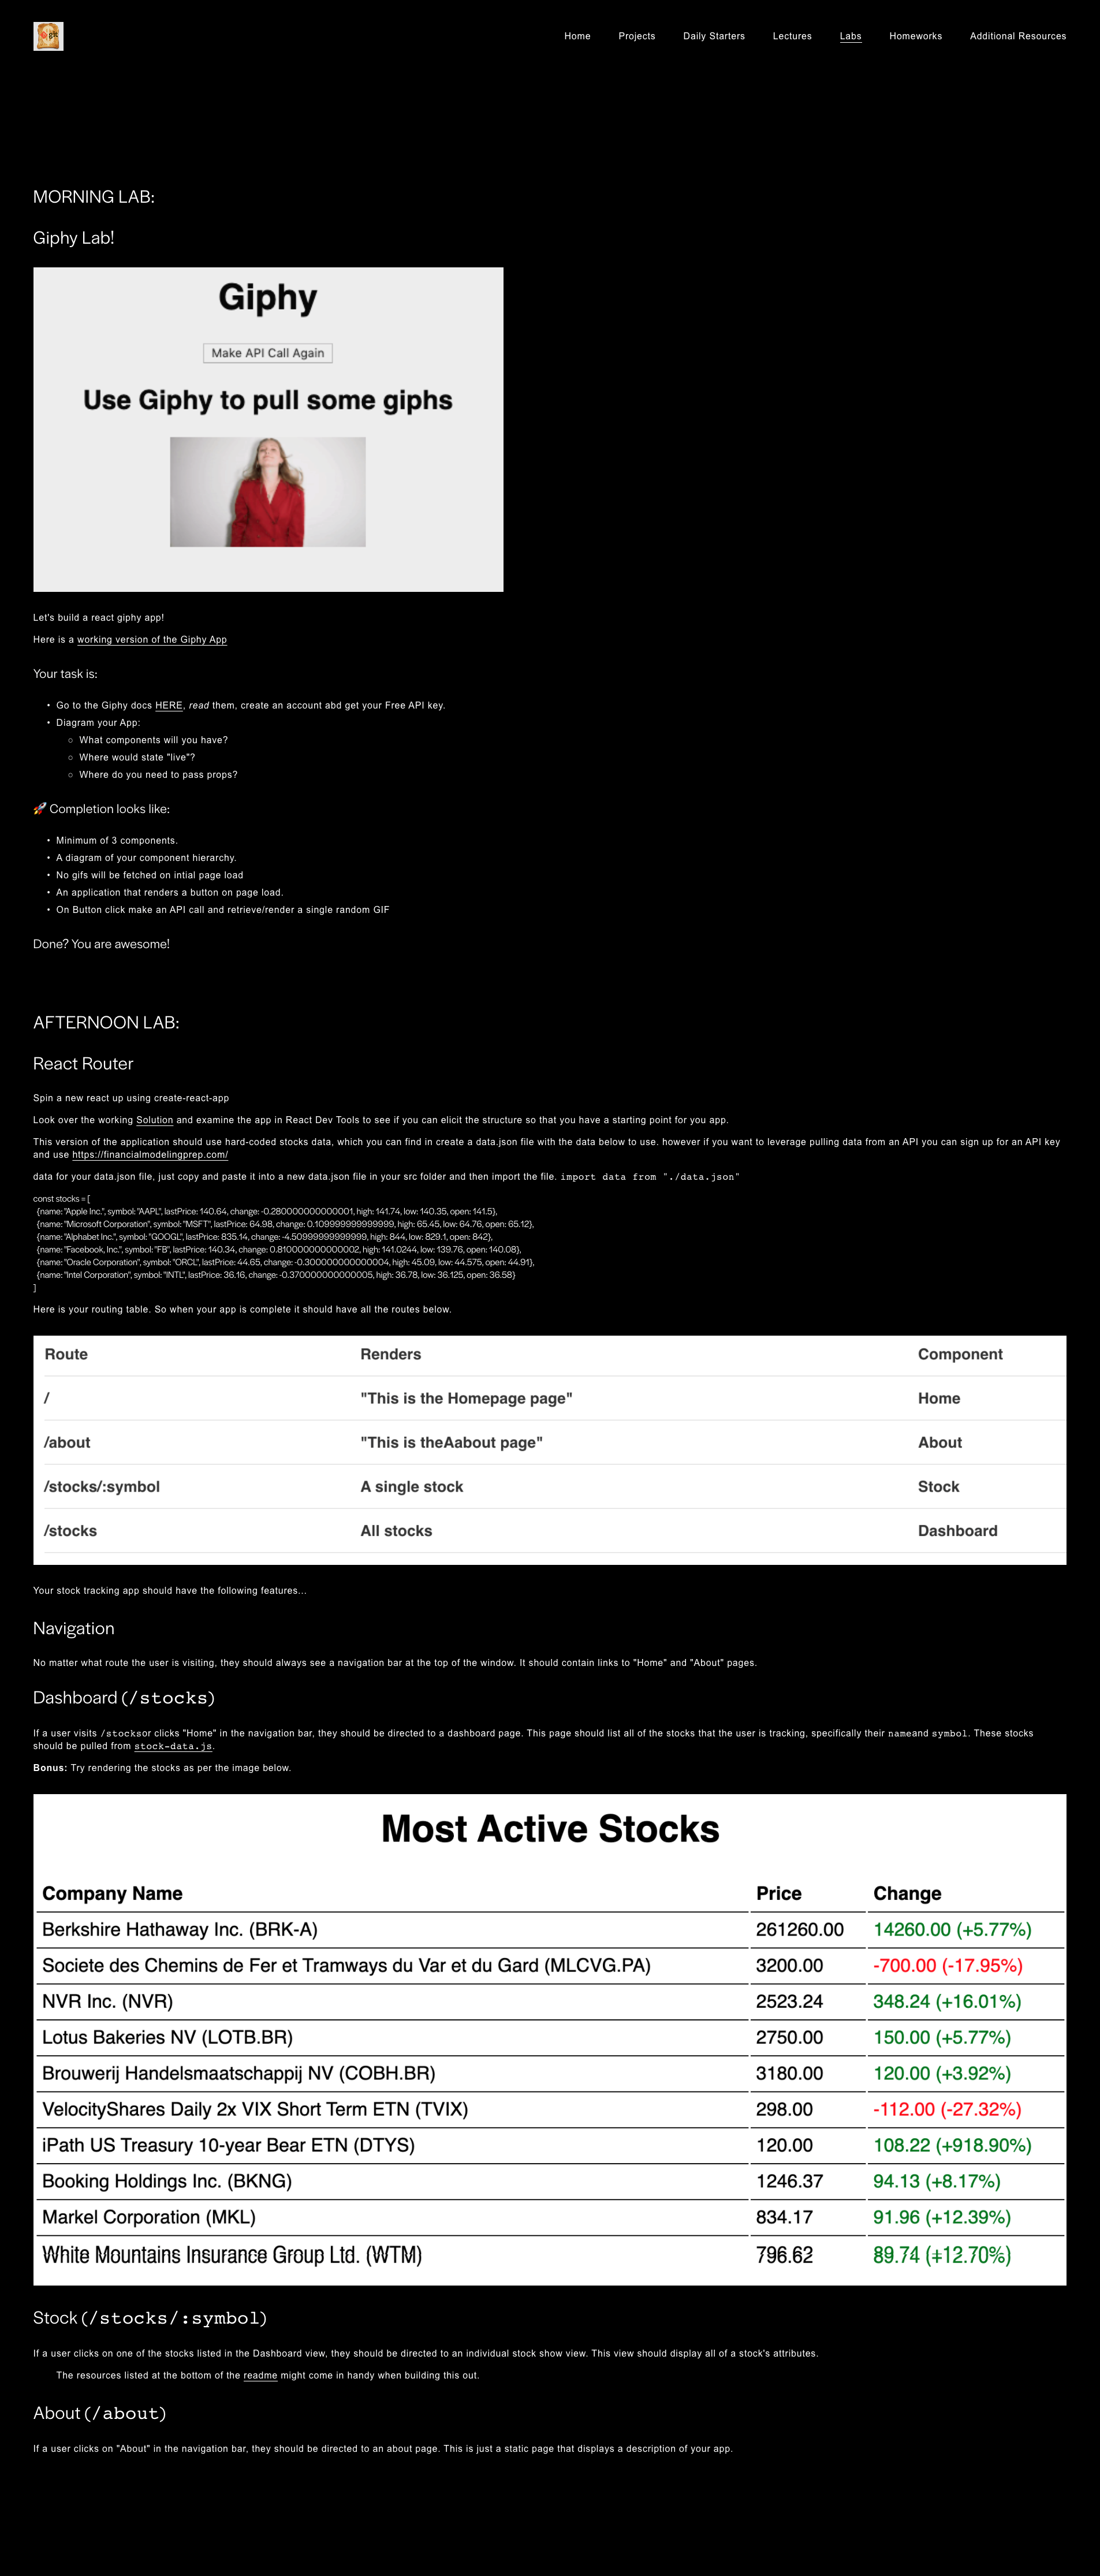 Home Projects Daily Starters Lectures Labs Homeworks Additional Resources
MORNING LAB:
Giphy Lab!
Giphy
Make API Call Again
Use Giphy to pull some giphs
Let's build a react giphy app!
Here is a working version of the Giphy App
Your task is:
• Go to the Giphy docs HERE, read them, create an account abd get your Free API key.
• Diagram your App:
○ What components will you have?
○ Where would state "live"?
○ Where do you need to pass props?
🚀 Completion looks like:
• Minimum of 3 components.
• A diagram of your component hierarchy.
• No gifs will be fetched on intial page load
• An application that renders a button on page load.
• On Button click make an API call and retrieve/render a single random GIF
Done? You are awesome!
AFTERNOON LAB:
React Router
Spin a new react up using create-react-app
Look over the working Solution and examine the app in React Dev Tools to see if you can elicit the structure so that you have a starting point for you app.
This version of the application should use hard-coded stocks data, which you can find in create a data.json file with the data below to use. however if you want to leverage pulling data from an API you can sign up for an API key
and use https://financialmodelingprep.com/
data for your data.json file, just copy and paste it into a new data.json file in your src folder and then import the file. import data from "./data.json"
const stocks = [
{name: "Apple Inc.", symbol: "AAPL", lastPrice: 140.64, change: -0.280000000000001, high: 141.74, low: 140.35, open: 141.5},
{name: "Microsoft Corporation", symbol: "MSFT", lastPrice: 64.98, change: 0.109999999999999, high: 65.45, low: 64.76, open: 65.12},
{name: "Alphabet Inc.", symbol: "GOOGL", lastPrice: 835.14, change: -4.50999999999999, high: 844, low: 829.1, open: 842},
{name: "Facebook, Inc.", symbol: "FB", lastPrice: 140.34, change: 0.810000000000002, high: 141.0244, low: 139.76, open: 140.08},
{name: "Oracle Corporation", symbol: "ORCL", lastPrice: 44.65, change: -0.300000000000004, high: 45.09, low: 44.575, open: 44.91},
{name: "Intel Corporation", symbol: "INTL", lastPrice: 36.16, change: -0.370000000000005, high: 36.78, low: 36.125, open: 36.58}
]
Here is your routing table. So when your app is complete it should have all the routes below.
Route Renders Component
/ "This is the Homepage page" Home
/about "This is theAabout page" About
/stocks/:symbol A single stock Stock
/stocks All stocks Dashboard
Your stock tracking app should have the following features...
Navigation
No matter what route the user is visiting, they should always see a navigation bar at the top of the window. It should contain links to "Home" and "About" pages.
Dashboard (/stocks)
If a user visits /stocksor clicks "Home" in the navigation bar, they should be directed to a dashboard page. This page should list all of the stocks that the user is tracking, specifically their nameand symbol. These stocks
should be pulled from stock-data.js.
Bonus: Try rendering the stocks as per the image below.
Most Active Stocks
Company Name Price Change
Berkshire Hathaway Inc. (BRK-A) 261260.00 14260.00 (+5.77%)
Societe des Chemins de Fer et Tramways du Var et du Gard (MLCVG.PA) 3200.00 -700.00 (-17.95%)
NVR Inc. (NVR) 2523.24 348.24 (+16.01%)
Lotus Bakeries NV (LOTB.BR) 2750.00 150.00 (+5.77%)
Brouwerij Handelsmaatschappij NV (COBH.BR) 3180.00 120.00 (+3.92%)
VelocityShares Daily 2x VIX Short Term ETN (TVIX) 298.00 -112.00 (-27.32%)
iPath US Treasury 10-year Bear ETN (DTYS) 120.00 108.22 (+918.90%)
Booking Holdings Inc. (BKNG) 1246.37 94.13 (+8.17%)
Markel Corporation (MKL) 834.17 91.96 (+12.39%)
White Mountains Insurance Group Ltd. (WTM) 796.62 89.74 (+12.70%)
Stock (/stocks/:symbol)
If a user clicks on one of the stocks listed in the Dashboard view, they should be directed to an individual stock show view. This view should display all of a stock's attributes.
The resources listed at the bottom of the readme might come in handy when building this out.
About (/about)
If a user clicks on "About" in the navigation bar, they should be directed to an about page. This is just a static page that displays a description of your app.